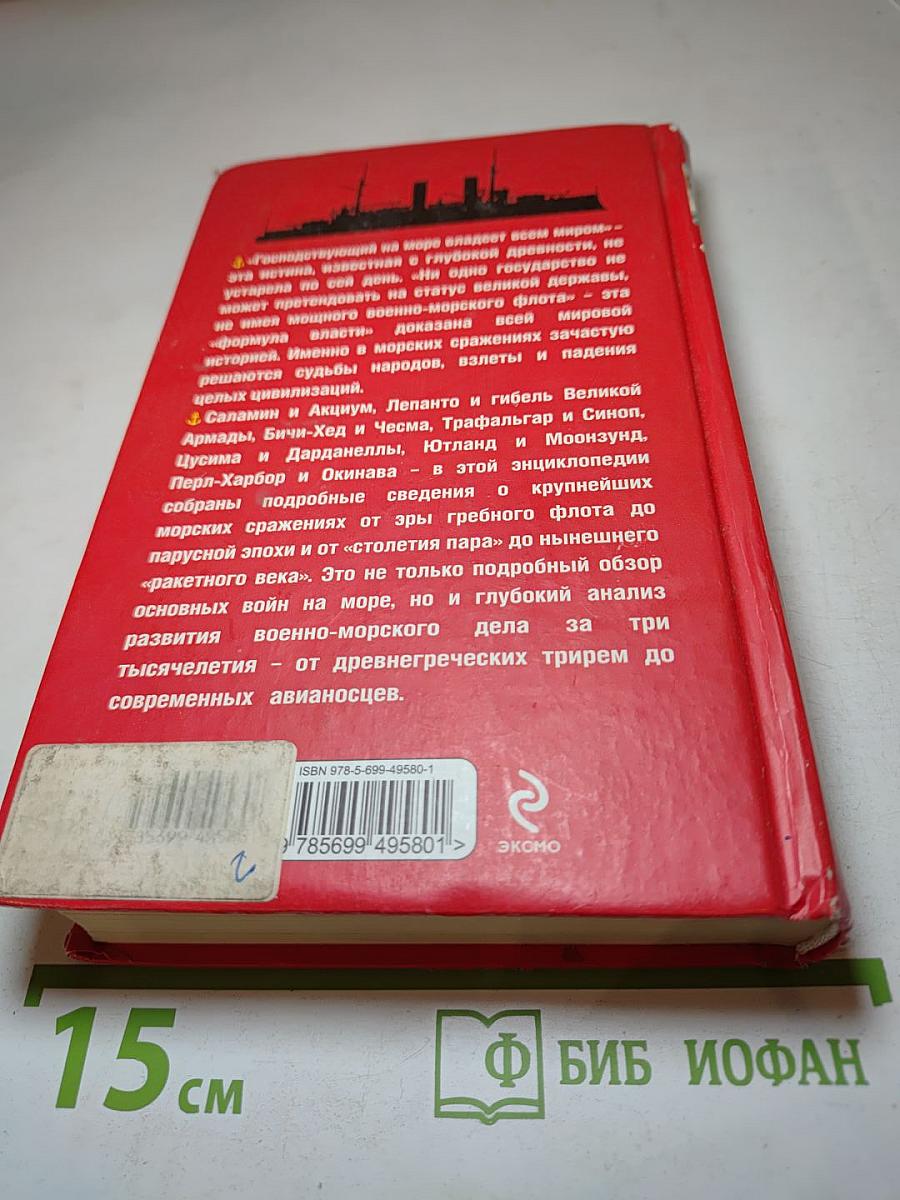 «Господствующий на море владеет всем миром» –
эта истина, известная с глубокой древности, не
устарела по сей день. «Ни одно государство не
может претендовать на статус великой державы,
не имея мощного военно-морского флота» – эта
«формула власти» доказана всей мировой
историей. Именно в морских сражениях зачастую
решаются судьбы народов, взлеты и падения
целых цивилизаций.
Саламин и Акциум, Лепанто и гибель Великой
Армады, Бичи-Хед и Чесма, Трафальгар и Синоп,
Цусима и Дарданеллы, Ютланд и Моонзунд,
Перл-Харбор и Окинава – в этой энциклопедии
собраны подробные сведения о крупнейших
морских сражениях от эры гребного флота до
парусной эпохи и от «столетия пара» до нынешнего
«ракетного века». Это не только подробный обзор
основных войн на море, но и глубокий анализ
развития военно-морского дела за три
тысячелетия – от древнегреческих трирем до
современных авианосцев.
ISBN 978-5-699-49580-1
9 785699 495801 >
ЭКСМО
2
15 см
Ф БИБ ИОФАН